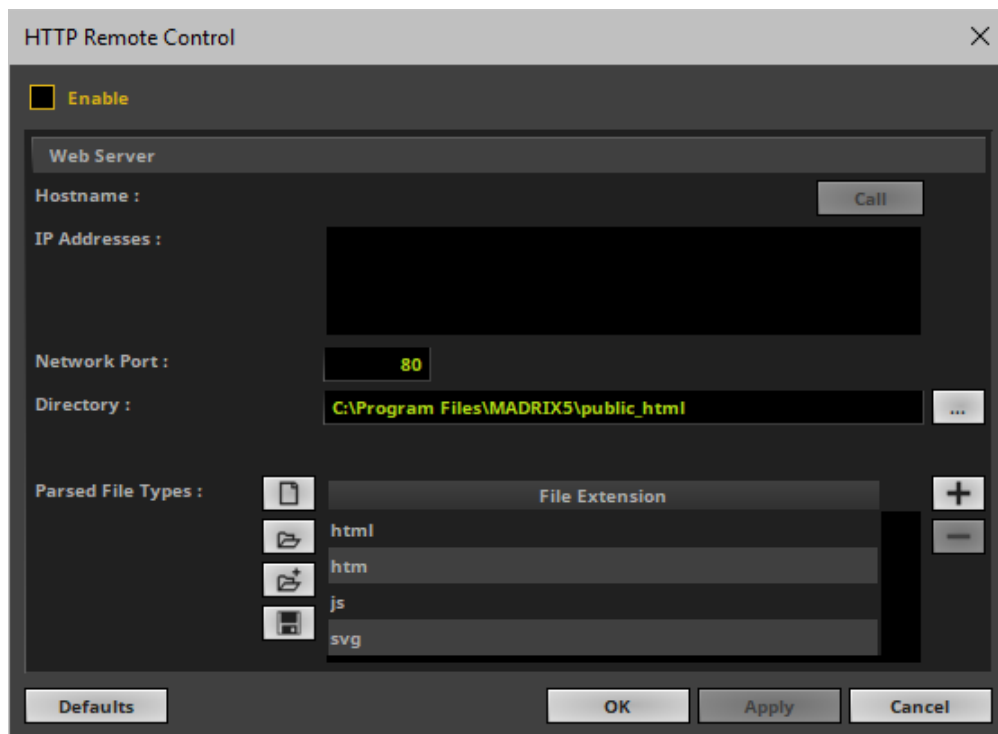 HTTP Remote Control
Enable
Web Server
Hostname :
Call
IP Addresses :
Network Port :
80
Directory :
C:\Program Files\MADRIX5\public_html
...
Parsed File Types :
File Extension
html
htm
js
svg
Defaults
OK
Apply
Cancel